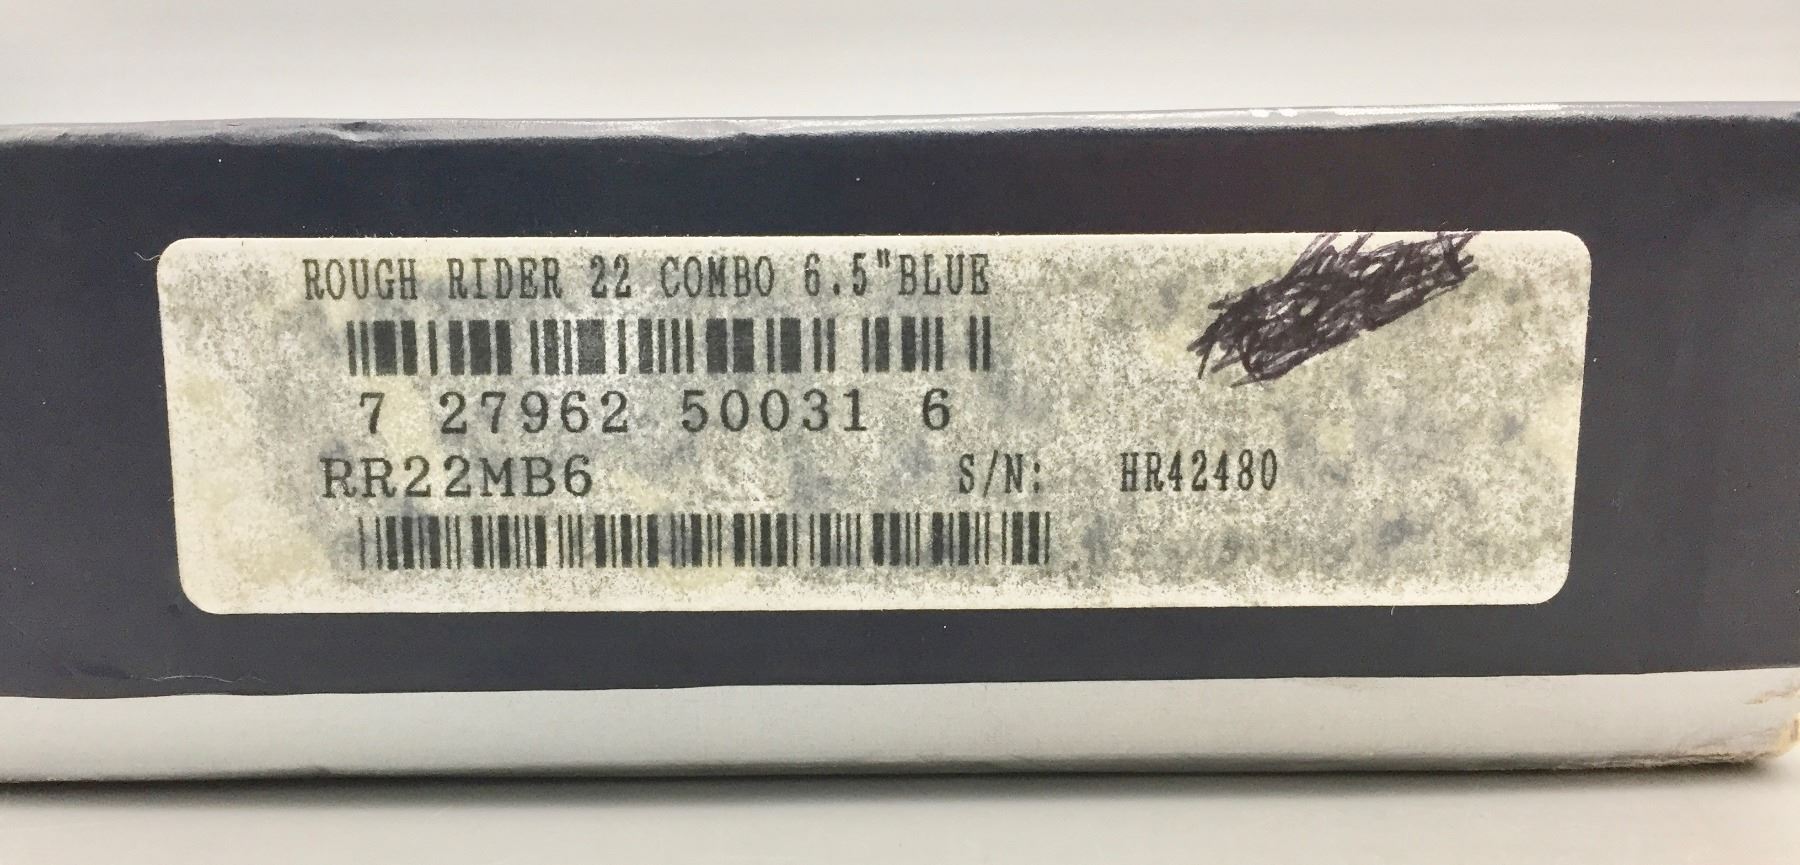 ROUGH RIDER 22 COMBO 6.5"BLUE
7 27962 50031 6
RR22MB6 S/N: HR42480